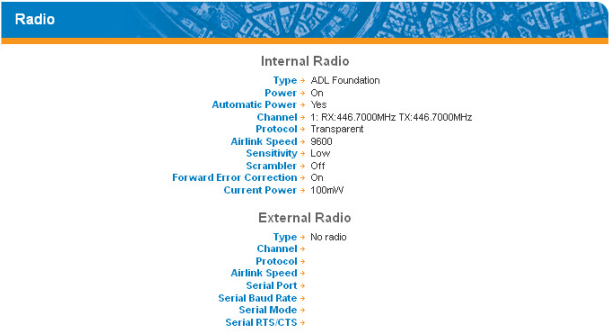 Radio
Internal Radio
Type → ADL Foundation
Power → On
Automatic Power → Yes
Channel → 1: RX:446.7000MHz TX:446.7000MHz
Protocol → Transparent
Airlink Speed → 9600
Sensitivity → Low
Scrambler → Off
Forward Error Correction → On
Current Power → 100mW
External Radio
Type → No radio
Channel →
Protocol →
Airlink Speed →
Serial Port →
Serial Baud Rate →
Serial Mode →
Serial RTS/CTS →